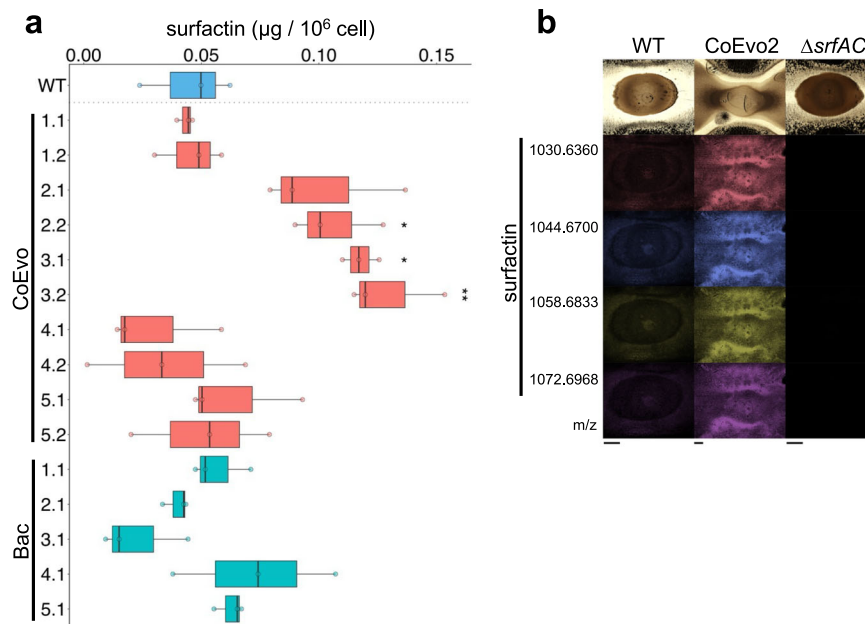 a
surfactin (µg / 10⁶ cell)
0.00 0.05 0.10 0.15
WT
CoEvo
1.1
1.2
2.1
2.2 *
3.1 *
3.2 **
4.1
4.2
5.1
5.2
Bac
1.1
2.1
3.1
4.1
5.1
b
WT CoEvo2 ΔsrfAC
surfactin
1030.6360
1044.6700
1058.6833
1072.6968
m/z